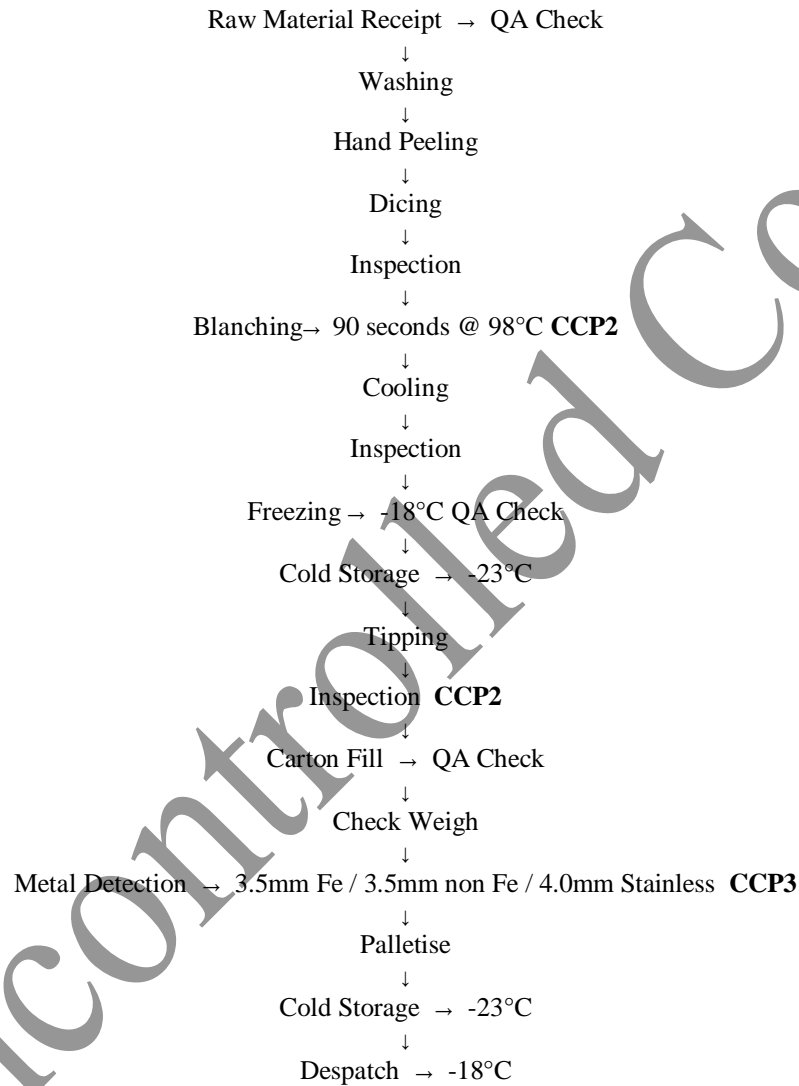 Raw Material Receipt → QA Check
↓
Washing
↓
Hand Peeling
↓
Dicing
↓
Inspection
↓
Blanching→ 90 seconds @ 98°C CCP2
↓
Cooling
↓
Inspection
↓
Freezing → -18°C QA Check
↓
Cold Storage → -23°C
↓
Tipping
↓
Inspection CCP2
↓
Carton Fill → QA Check
↓
Check Weigh
↓
Metal Detection → 3.5mm Fe / 3.5mm non Fe / 4.0mm Stainless CCP3
↓
Palletise
↓
Cold Storage → -23°C
↓
Despatch → -18°C
ncontrolled Co